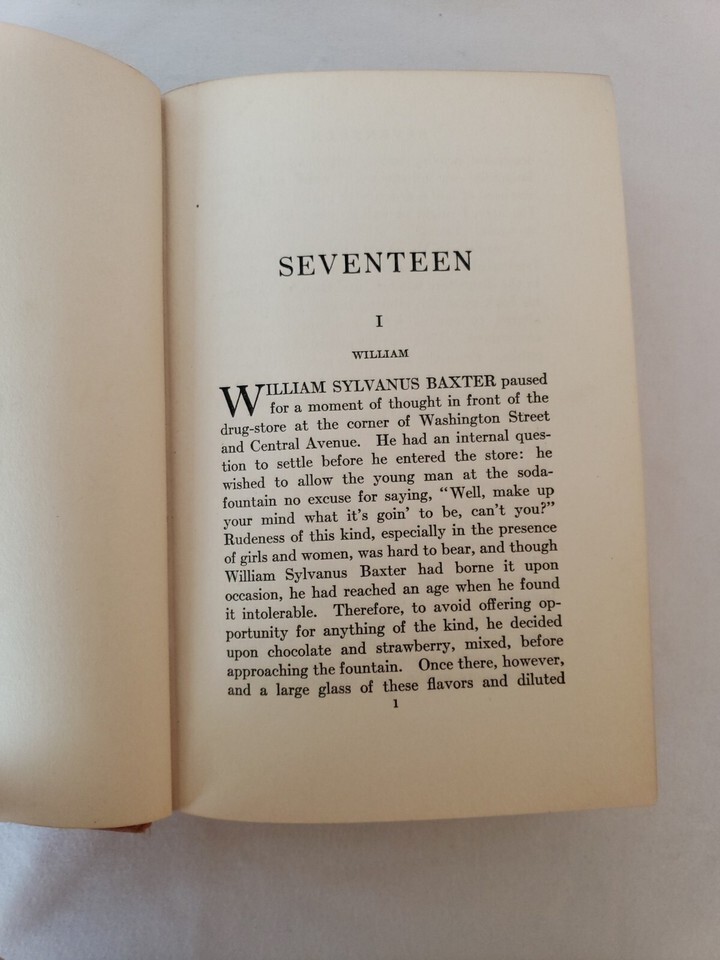 SEVENTEEN
I
WILLIAM
WILLIAM SYLVANUS BAXTER paused
for a moment of thought in front of the
drug-store at the corner of Washington Street
and Central Avenue. He had an internal ques-
tion to settle before he entered the store: he
wished to allow the young man at the soda-
fountain no excuse for saying, "Well, make up
your mind what it's goin' to be, can't you?"
Rudeness of this kind, especially in the presence
of girls and women, was hard to bear, and though
William Sylvanus Baxter had borne it upon
occasion, he had reached an age when he found
it intolerable. Therefore, to avoid offering op-
portunity for anything of the kind, he decided
upon chocolate and strawberry, mixed, before
approaching the fountain. Once there, however,
and a large glass of these flavors and diluted
1